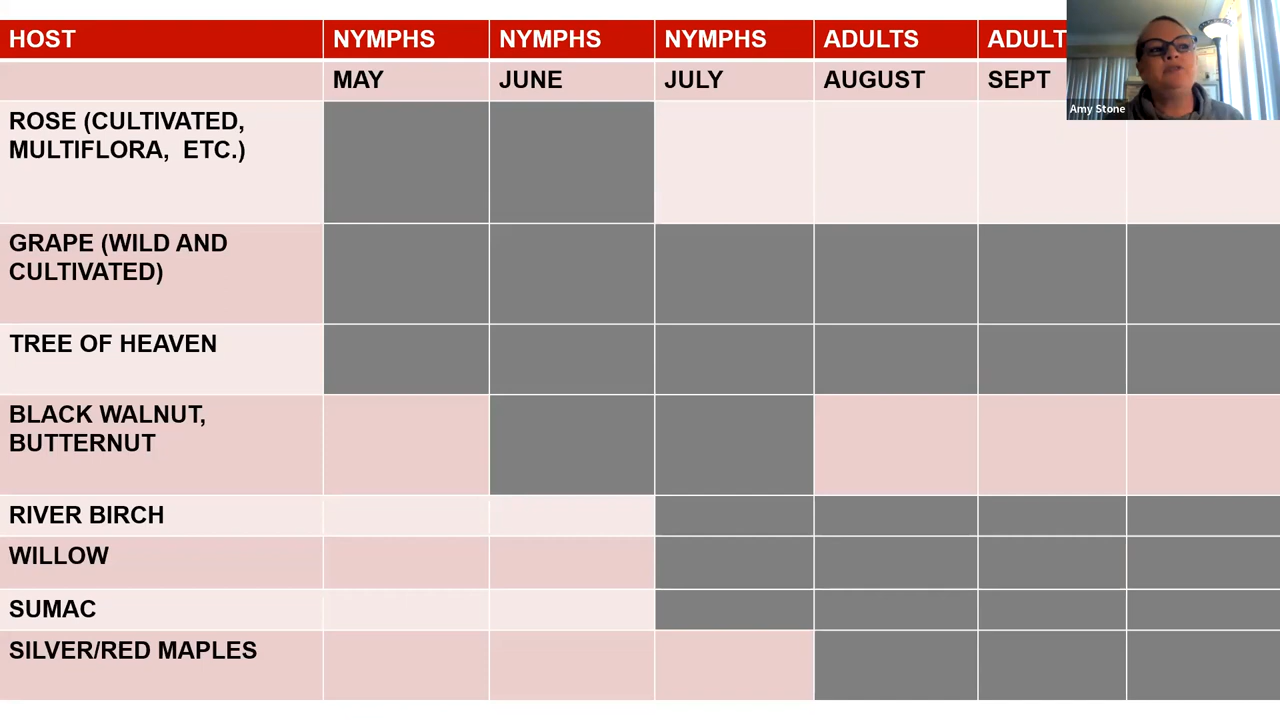 HOST NYMPHS NYMPHS NYMPHS ADULTS ADULT
MAY JUNE JULY AUGUST SEPT
ROSE (CULTIVATED,
MULTIFLORA, ETC.)
GRAPE (WILD AND
CULTIVATED)
TREE OF HEAVEN
BLACK WALNUT,
BUTTERNUT
RIVER BIRCH
WILLOW
SUMAC
SILVER/RED MAPLES
Amy Stone